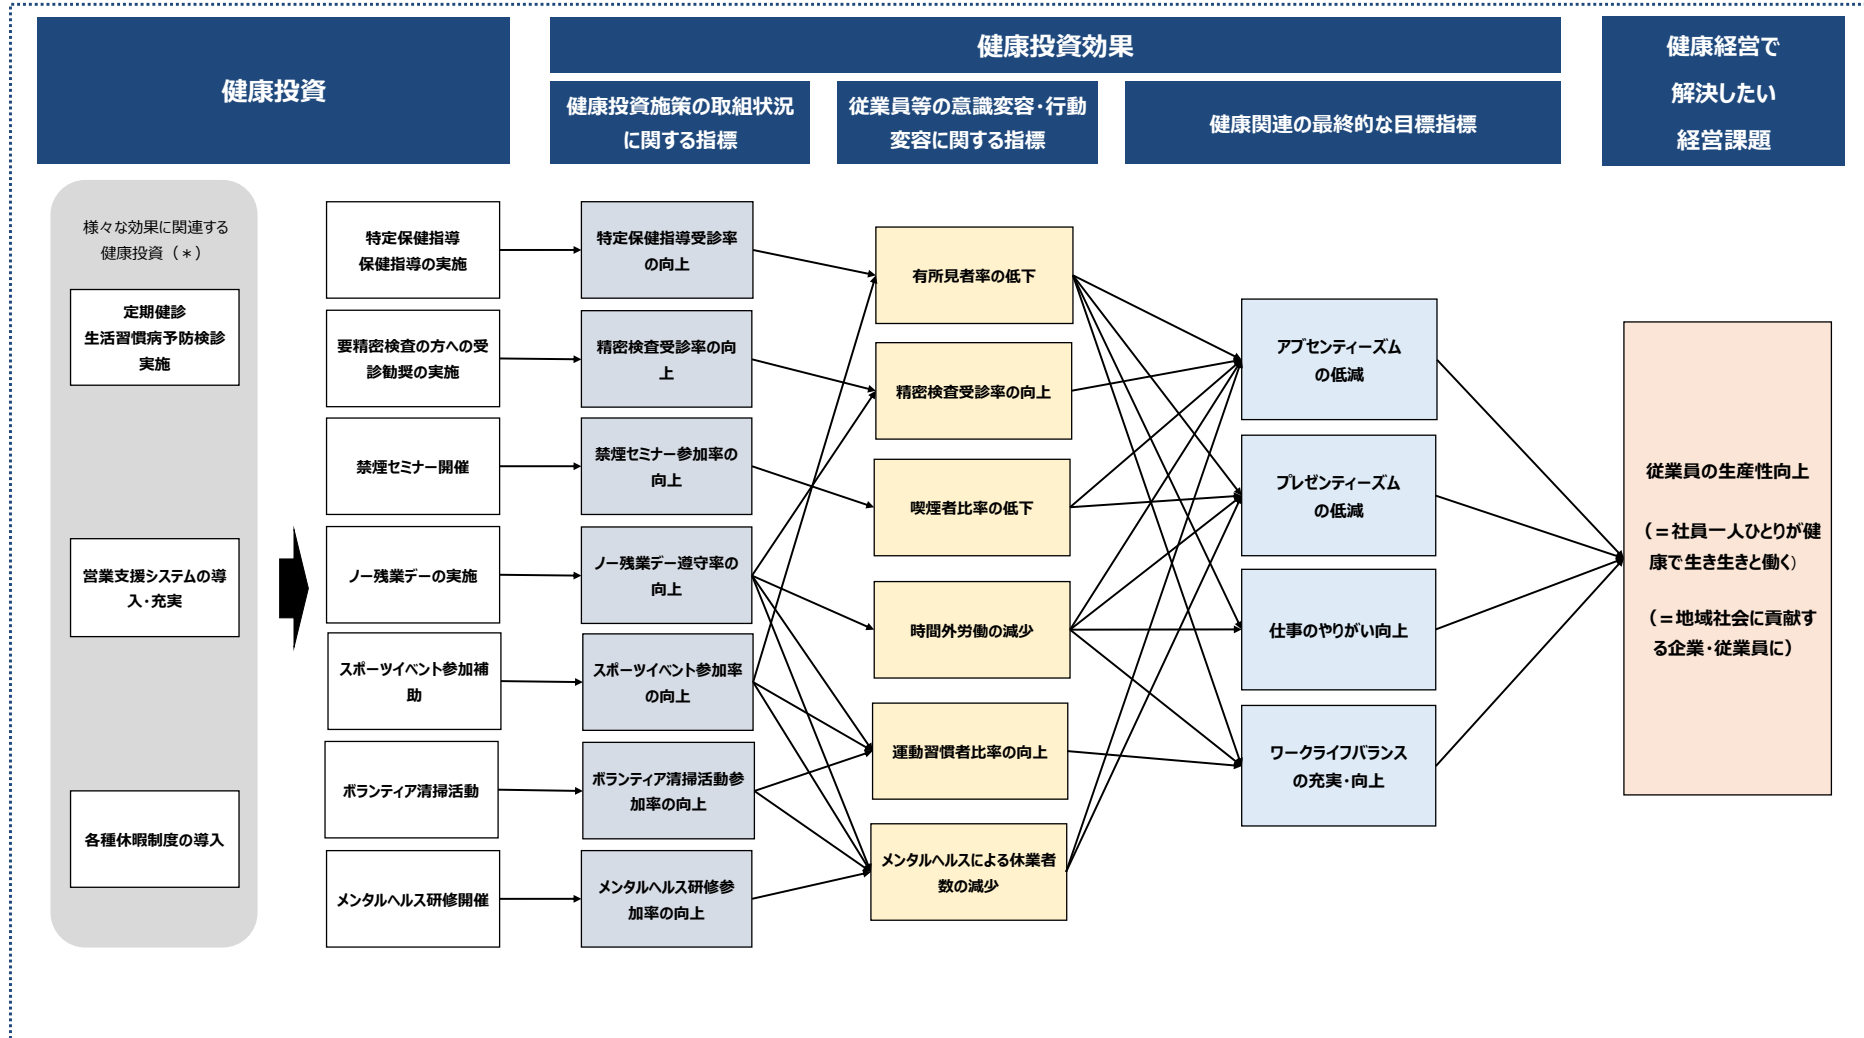 健康投資
健康投資効果
健康投資施策の取組状況
に関する指標
従業員等の意識変容・行動
変容に関する指標
健康関連の最終的な目標指標
健康経営で
解決したい
経営課題
様々な効果に関連する
健康投資（＊）
定期健診
生活習慣病予防検診
実施
営業支援システムの導
入・充実
各種休暇制度の導入
特定保健指導
保健指導の実施
要精密検査の方への受
診勧奨の実施
禁煙セミナー開催
ノー残業デーの実施
スポーツイベント参加補
助
ボランティア清掃活動
メンタルヘルス研修開催
特定保健指導受診率
の向上
精密検査受診率の向
上
禁煙セミナー参加率の
向上
ノー残業デー遵守率の
向上
スポーツイベント参加率
の向上
ボランティア清掃活動参
加率の向上
メンタルヘルス研修参
加率の向上
有所見者率の低下
精密検査受診率の向上
喫煙者比率の低下
時間外労働の減少
運動習慣者比率の向上
メンタルヘルスによる休業者
数の減少
アブセンティーズム
の低減
プレゼンティーズム
の低減
仕事のやりがい向上
ワークライフバランス
の充実・向上
従業員の生産性向上
（＝社員一人ひとりが健
康で生き生きと働く）
（＝地域社会に貢献す
る企業・従業員に）